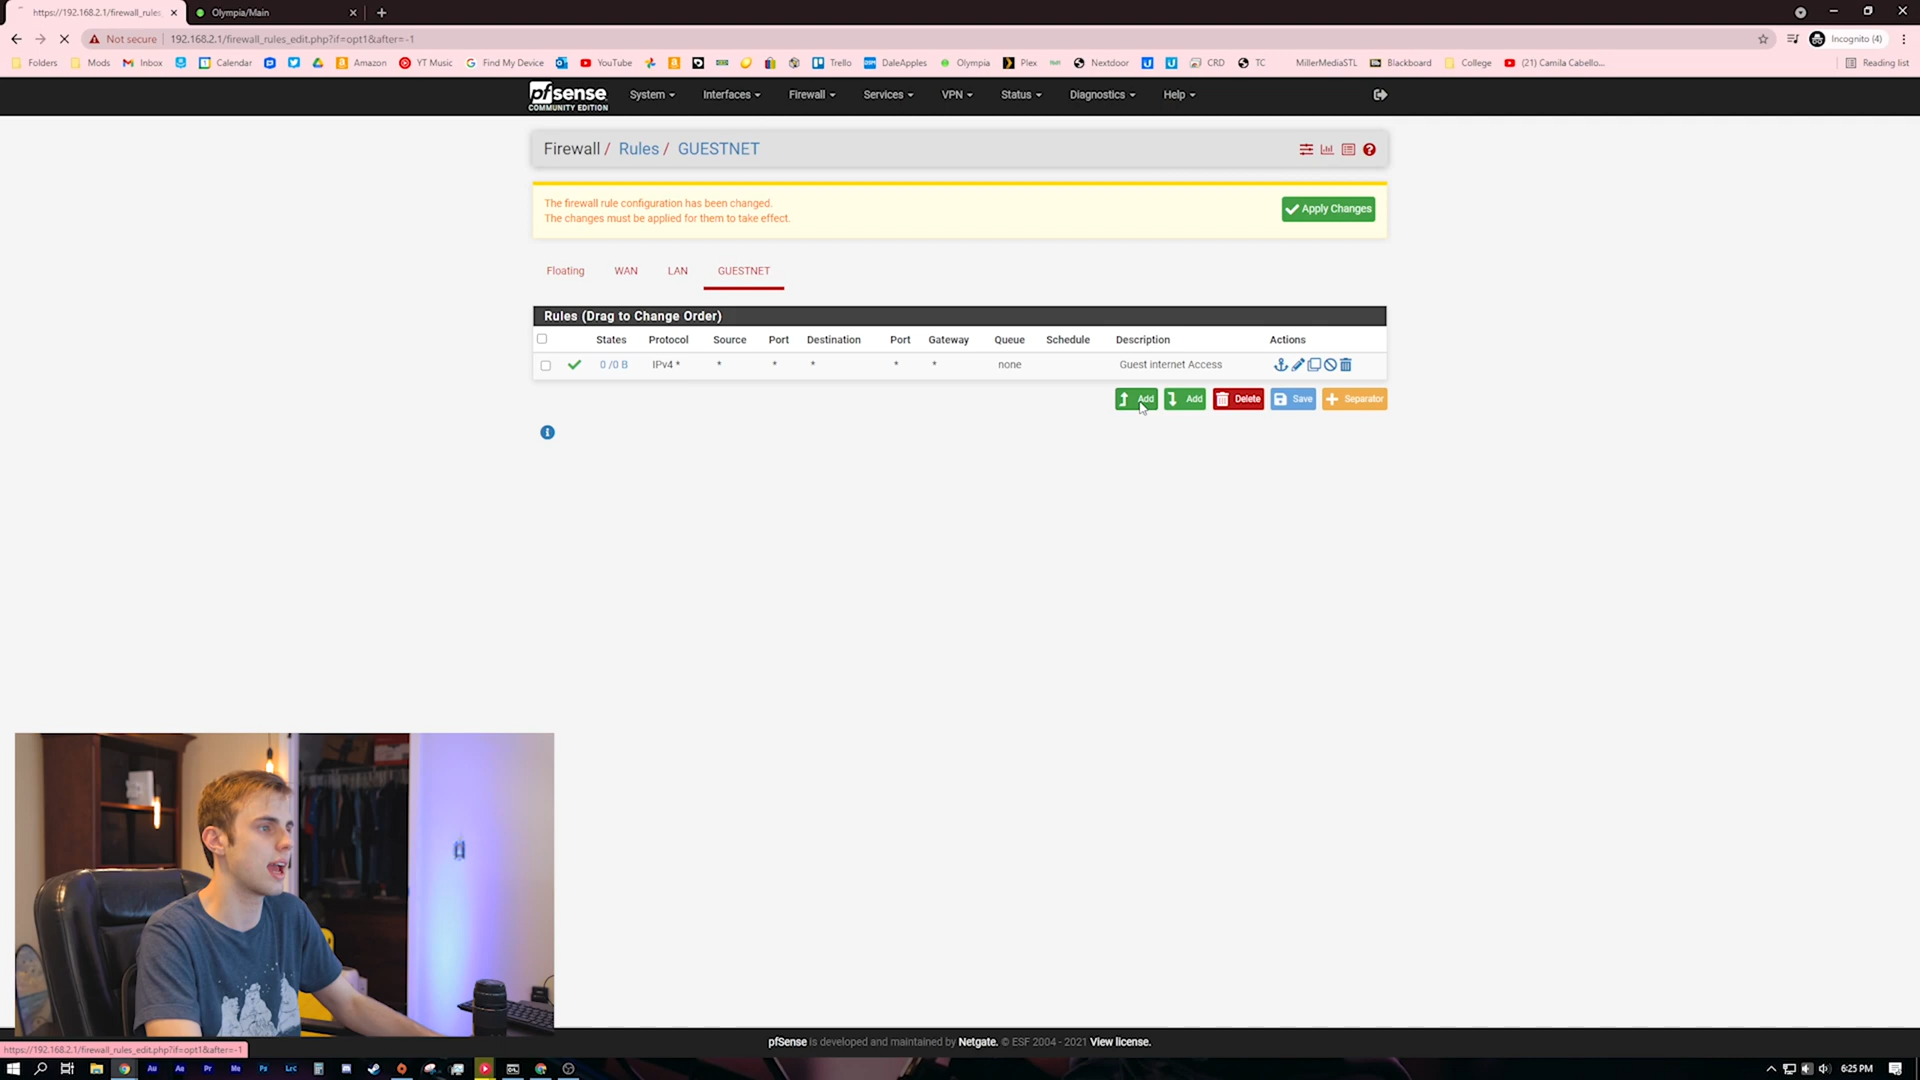 https://192.168.2.1/firewall_rules_
Olympia/Main
Not secure
192.168.2.1/firewall_rules_edit.php?if=opt1&after=-1
Incognito (4)
Folders
Mods
Inbox
Calendar
Amazon
YT Music
Find My Device
YouTube
Trello
DaleApples
Olympia
Plex
Nextdoor
CRD
TC
MillerMediaSTL
Blackboard
College
(21) Camila Cabello...
Reading list
pfsense
COMMUNITY EDITION
System
Interfaces
Firewall
Services
VPN
Status
Diagnostics
Help
Firewall / Rules / GUESTNET
The firewall rule configuration has been changed.
The changes must be applied for them to take effect.
Apply Changes
Floating
WAN
LAN
GUESTNET
Rules (Drag to Change Order)
States Protocol Source Port Destination Port Gateway Queue Schedule Description Actions
0 /0 B IPv4 * * * * * * none Guest internet Access
Add
Add
Delete
Save
Separator
pfSense is developed and maintained by Netgate. © ESF 2004 - 2021 View license.
https://192.168.2.1/firewall_rules_edit.php?if=opt1&after=-1
Au
Ae
Pr
Me
Ps
Lrc
6:25 PM